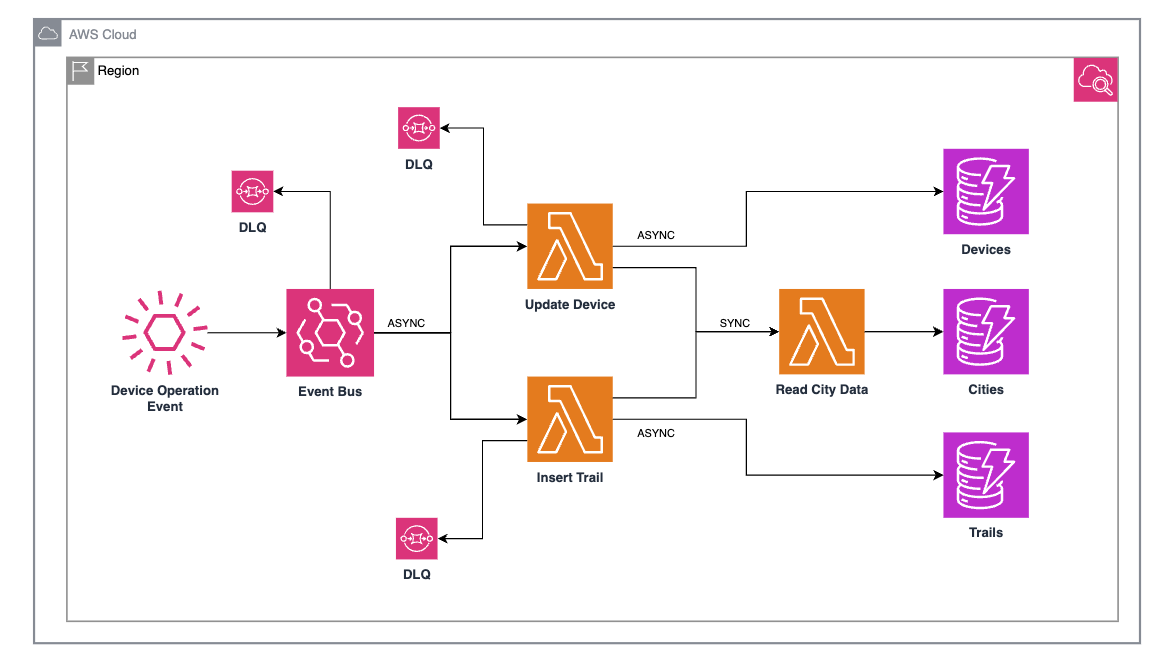 AWS Cloud
Region
DLQ
DLQ
ASYNC
Devices
Update Device
ASYNC
SYNC
Device Operation
Event
Event Bus
Read City Data
Cities
ASYNC
Insert Trail
Trails
DLQ